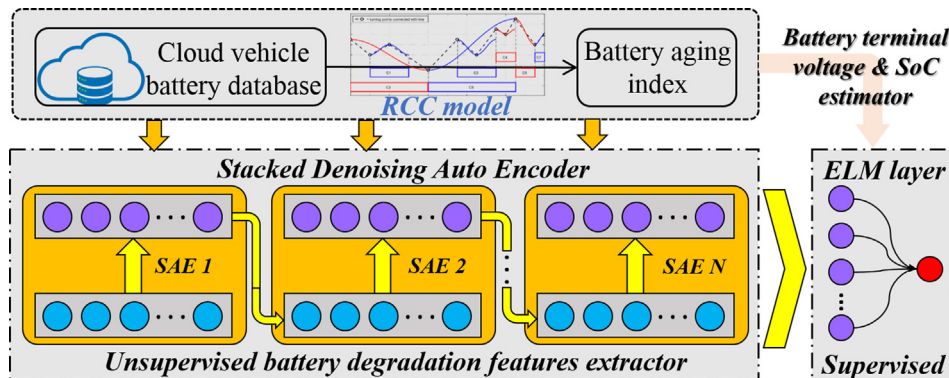 Cloud vehicle
battery database
RCC model
Battery aging
index
Battery terminal
voltage & SoC
estimator
Stacked Denoising Auto Encoder
SAE 1
SAE 2
SAE N
Unsupervised battery degradation features extractor
ELM layer
Supervised